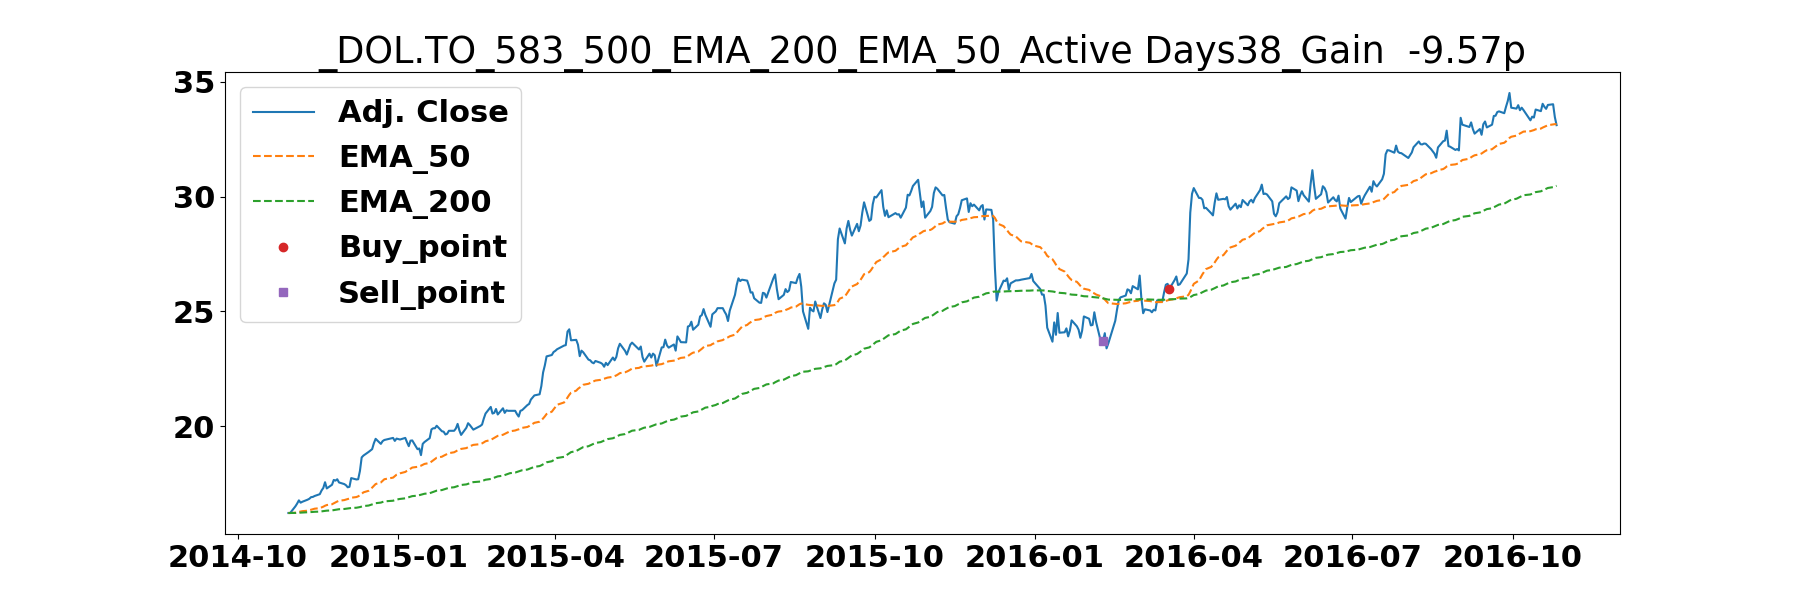 _DOL.TO_583_500_EMA_200_EMA_50_Active Days38_Gain  -9.57p
35
30
25
20
Adj. Close
EMA_50
EMA_200
Buy_point
Sell_point
2014-10 2015-01 2015-04 2015-07 2015-10 2016-01 2016-04 2016-07 2016-10